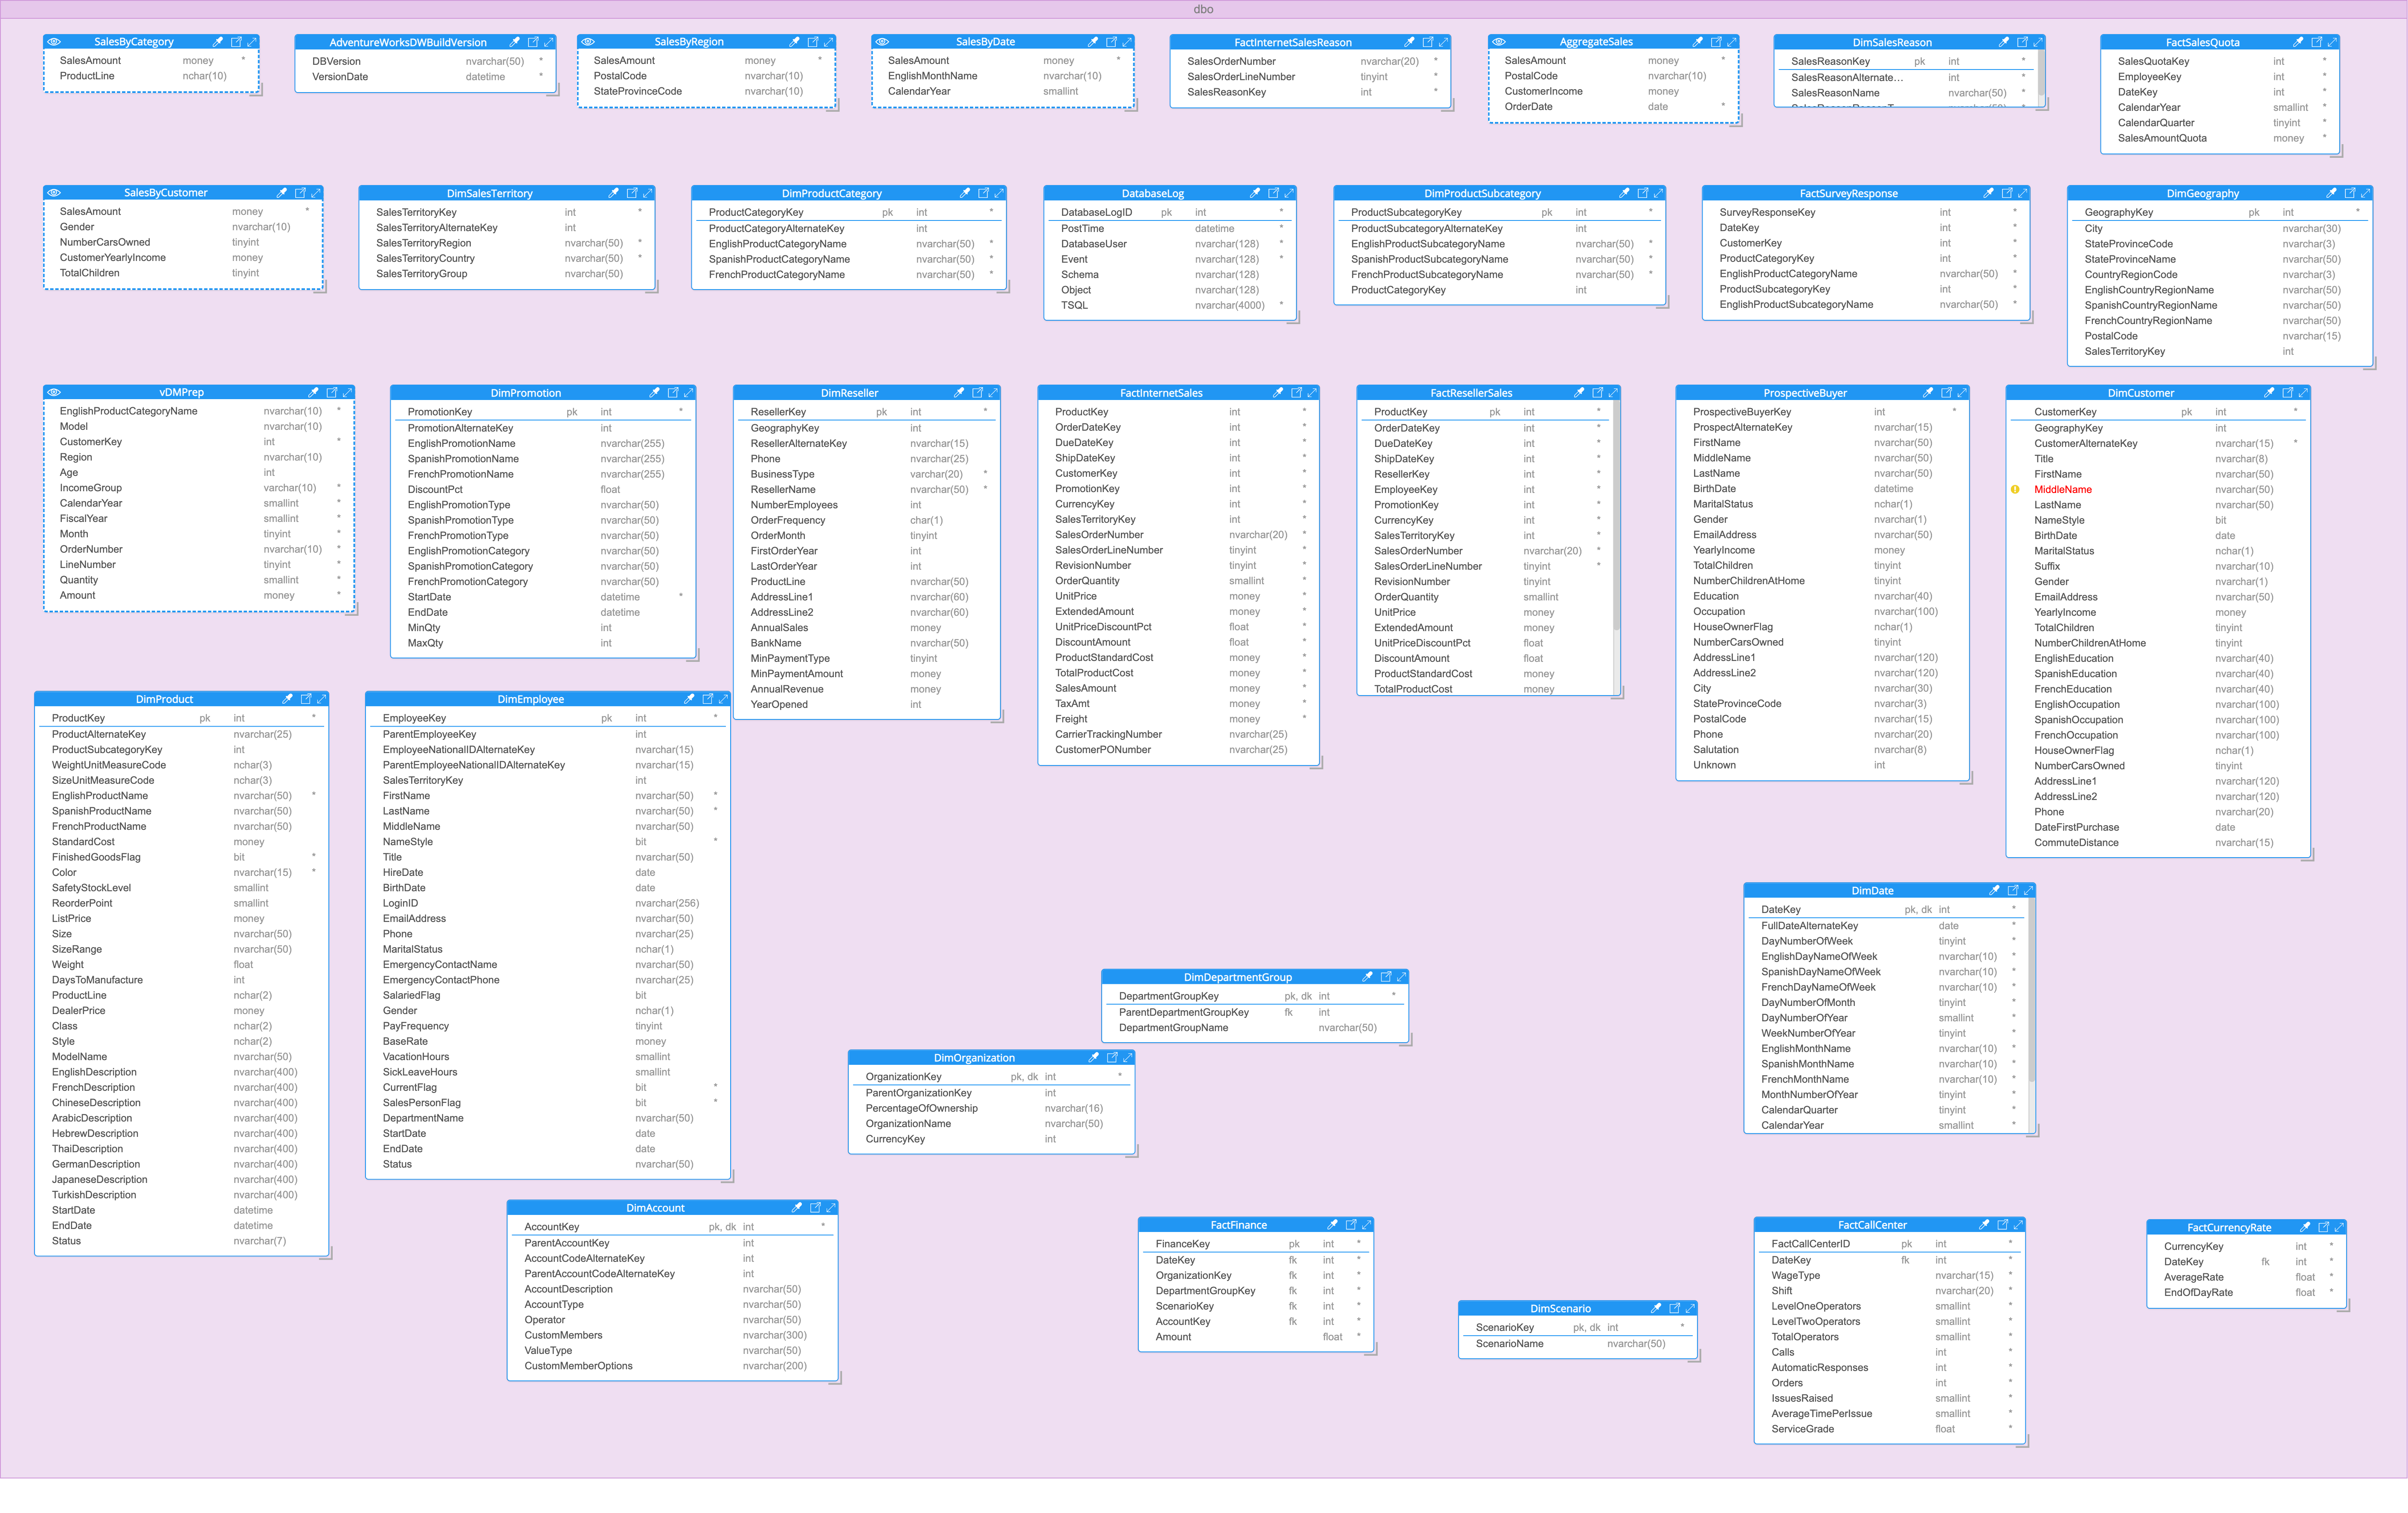 dbo
SalesByCategory
SalesAmount money *
ProductLine nchar(10)
AdventureWorksDWBuildVersion
DBVersion nvarchar(50) *
VersionDate datetime *
SalesByRegion
SalesAmount money *
PostalCode nvarchar(10)
StateProvinceCode nvarchar(10)
SalesByDate
SalesAmount money *
EnglishMonthName nvarchar(10)
CalendarYear smallint
FactInternetSalesReason
SalesOrderNumber nvarchar(20) *
SalesOrderLineNumber tinyint *
SalesReasonKey int *
AggregateSales
SalesAmount money *
PostalCode nvarchar(10)
CustomerIncome money
OrderDate date *
DimSalesReason
SalesReasonKey pk int *
SalesReasonAlternate... int *
SalesReasonName nvarchar(50) *
FactSalesQuota
SalesQuotaKey int *
EmployeeKey int *
DateKey int *
CalendarYear smallint *
CalendarQuarter tinyint *
SalesAmountQuota money *
SalesByCustomer
SalesAmount money *
Gender nvarchar(10)
NumberCarsOwned tinyint
CustomerYearlyIncome money
TotalChildren tinyint
DimSalesTerritory
SalesTerritoryKey int *
SalesTerritoryAlternateKey int
SalesTerritoryRegion nvarchar(50) *
SalesTerritoryCountry nvarchar(50) *
SalesTerritoryGroup nvarchar(50)
DimProductCategory
ProductCategoryKey pk int *
ProductCategoryAlternateKey int
EnglishProductCategoryName nvarchar(50) *
SpanishProductCategoryName nvarchar(50) *
FrenchProductCategoryName nvarchar(50) *
DatabaseLog
DatabaseLogID pk int *
PostTime datetime *
DatabaseUser nvarchar(128) *
Event nvarchar(128) *
Schema nvarchar(128)
Object nvarchar(128)
TSQL nvarchar(4000) *
DimProductSubcategory
ProductSubcategoryKey pk int *
ProductSubcategoryAlternateKey int
EnglishProductSubcategoryName nvarchar(50) *
SpanishProductSubcategoryName nvarchar(50) *
FrenchProductSubcategoryName nvarchar(50) *
ProductCategoryKey int
FactSurveyResponse
SurveyResponseKey int *
DateKey int *
CustomerKey int *
ProductCategoryKey int *
EnglishProductCategoryName nvarchar(50) *
ProductSubcategoryKey int *
EnglishProductSubcategoryName nvarchar(50) *
DimGeography
GeographyKey pk int *
City nvarchar(30)
StateProvinceCode nvarchar(3)
StateProvinceName nvarchar(50)
CountryRegionCode nvarchar(3)
EnglishCountryRegionName nvarchar(50)
SpanishCountryRegionName nvarchar(50)
FrenchCountryRegionName nvarchar(50)
PostalCode nvarchar(15)
SalesTerritoryKey int
vDMPrep
EnglishProductCategoryName nvarchar(10) *
Model nvarchar(10)
CustomerKey int *
Region nvarchar(10)
Age int
IncomeGroup varchar(10) *
CalendarYear smallint *
FiscalYear smallint *
Month tinyint *
OrderNumber nvarchar(10) *
LineNumber tinyint *
Quantity smallint *
Amount money *
DimPromotion
PromotionKey pk int *
PromotionAlternateKey int
EnglishPromotionName nvarchar(255)
SpanishPromotionName nvarchar(255)
FrenchPromotionName nvarchar(255)
DiscountPct float
EnglishPromotionType nvarchar(50)
SpanishPromotionType nvarchar(50)
FrenchPromotionType nvarchar(50)
EnglishPromotionCategory nvarchar(50)
SpanishPromotionCategory nvarchar(50)
FrenchPromotionCategory nvarchar(50)
StartDate datetime *
EndDate datetime
MinQty int
MaxQty int
DimReseller
ResellerKey pk int *
GeographyKey int
ResellerAlternateKey nvarchar(15)
Phone nvarchar(25)
BusinessType varchar(20) *
ResellerName nvarchar(50) *
NumberEmployees int
OrderFrequency char(1)
OrderMonth tinyint
FirstOrderYear int
LastOrderYear int
ProductLine nvarchar(50)
AddressLine1 nvarchar(60)
AddressLine2 nvarchar(60)
AnnualSales money
BankName nvarchar(50)
MinPaymentType tinyint
MinPaymentAmount money
AnnualRevenue money
YearOpened int
FactInternetSales
ProductKey int *
OrderDateKey int *
DueDateKey int *
ShipDateKey int *
CustomerKey int *
PromotionKey int *
CurrencyKey int *
SalesTerritoryKey int *
SalesOrderNumber nvarchar(20) *
SalesOrderLineNumber tinyint *
RevisionNumber tinyint *
OrderQuantity smallint *
UnitPrice money *
ExtendedAmount money *
UnitPriceDiscountPct float *
DiscountAmount float *
ProductStandardCost money *
TotalProductCost money *
SalesAmount money *
TaxAmt money *
Freight money *
CarrierTrackingNumber nvarchar(25)
CustomerPONumber nvarchar(25)
FactResellerSales
ProductKey pk int *
OrderDateKey int *
DueDateKey int *
ShipDateKey int *
ResellerKey int *
EmployeeKey int *
PromotionKey int *
CurrencyKey int *
SalesTerritoryKey int *
SalesOrderNumber nvarchar(20) *
SalesOrderLineNumber tinyint *
RevisionNumber tinyint
OrderQuantity smallint
UnitPrice money
ExtendedAmount money
UnitPriceDiscountPct float
DiscountAmount float
ProductStandardCost money
TotalProductCost money
ProspectiveBuyer
ProspectiveBuyerKey int *
ProspectAlternateKey nvarchar(15)
FirstName nvarchar(50)
MiddleName nvarchar(50)
LastName nvarchar(50)
BirthDate datetime
MaritalStatus nchar(1)
Gender nvarchar(1)
EmailAddress nvarchar(50)
YearlyIncome money
TotalChildren tinyint
NumberChildrenAtHome tinyint
Education nvarchar(40)
Occupation nvarchar(100)
HouseOwnerFlag nchar(1)
NumberCarsOwned tinyint
AddressLine1 nvarchar(120)
AddressLine2 nvarchar(120)
City nvarchar(30)
StateProvinceCode nvarchar(3)
PostalCode nvarchar(15)
Phone nvarchar(20)
Salutation nvarchar(8)
Unknown int
DimCustomer
CustomerKey pk int *
GeographyKey int
CustomerAlternateKey nvarchar(15) *
Title nvarchar(8)
FirstName nvarchar(50)
MiddleName nvarchar(50)
LastName nvarchar(50)
NameStyle bit
BirthDate date
MaritalStatus nchar(1)
Suffix nvarchar(10)
Gender nvarchar(1)
EmailAddress nvarchar(50)
YearlyIncome money
TotalChildren tinyint
NumberChildrenAtHome tinyint
EnglishEducation nvarchar(40)
SpanishEducation nvarchar(40)
FrenchEducation nvarchar(40)
EnglishOccupation nvarchar(100)
SpanishOccupation nvarchar(100)
FrenchOccupation nvarchar(100)
HouseOwnerFlag nchar(1)
NumberCarsOwned tinyint
AddressLine1 nvarchar(120)
AddressLine2 nvarchar(120)
Phone nvarchar(20)
DateFirstPurchase date
CommuteDistance nvarchar(15)
DimProduct
ProductKey pk int *
ProductAlternateKey nvarchar(25)
ProductSubcategoryKey int
WeightUnitMeasureCode nchar(3)
SizeUnitMeasureCode nchar(3)
EnglishProductName nvarchar(50) *
SpanishProductName nvarchar(50)
FrenchProductName nvarchar(50)
StandardCost money
FinishedGoodsFlag bit *
Color nvarchar(15) *
SafetyStockLevel smallint
ReorderPoint smallint
ListPrice money
Size nvarchar(50)
SizeRange nvarchar(50)
Weight float
DaysToManufacture int
ProductLine nchar(2)
DealerPrice money
Class nchar(2)
Style nchar(2)
ModelName nvarchar(50)
EnglishDescription nvarchar(400)
FrenchDescription nvarchar(400)
ChineseDescription nvarchar(400)
ArabicDescription nvarchar(400)
HebrewDescription nvarchar(400)
ThaiDescription nvarchar(400)
GermanDescription nvarchar(400)
JapaneseDescription nvarchar(400)
TurkishDescription nvarchar(400)
StartDate datetime
EndDate datetime
Status nvarchar(7)
DimEmployee
EmployeeKey pk int *
ParentEmployeeKey int
EmployeeNationalIDAlternateKey nvarchar(15)
ParentEmployeeNationalIDAlternateKey nvarchar(15)
SalesTerritoryKey int
FirstName nvarchar(50) *
LastName nvarchar(50) *
MiddleName nvarchar(50)
NameStyle bit *
Title nvarchar(50)
HireDate date
BirthDate date
LoginID nvarchar(256)
EmailAddress nvarchar(50)
Phone nvarchar(25)
MaritalStatus nchar(1)
EmergencyContactName nvarchar(50)
EmergencyContactPhone nvarchar(25)
SalariedFlag bit
Gender nchar(1)
PayFrequency tinyint
BaseRate money
VacationHours smallint
SickLeaveHours smallint
CurrentFlag bit *
SalesPersonFlag bit *
DepartmentName nvarchar(50)
StartDate date
EndDate date
Status nvarchar(50)
DimDate
DateKey pk, dk int *
FullDateAlternateKey date *
DayNumberOfWeek tinyint *
EnglishDayNameOfWeek nvarchar(10) *
SpanishDayNameOfWeek nvarchar(10) *
FrenchDayNameOfWeek nvarchar(10) *
DayNumberOfMonth tinyint *
DayNumberOfYear smallint *
WeekNumberOfYear tinyint *
EnglishMonthName nvarchar(10) *
SpanishMonthName nvarchar(10) *
FrenchMonthName nvarchar(10) *
MonthNumberOfYear tinyint *
CalendarQuarter tinyint *
CalendarYear smallint *
DimDepartmentGroup
DepartmentGroupKey pk, dk int *
ParentDepartmentGroupKey fk int
DepartmentGroupName nvarchar(50)
DimOrganization
OrganizationKey pk, dk int *
ParentOrganizationKey int
PercentageOfOwnership nvarchar(16)
OrganizationName nvarchar(50)
CurrencyKey int
DimAccount
AccountKey pk, dk int *
ParentAccountKey int
AccountCodeAlternateKey int
ParentAccountCodeAlternateKey int
AccountDescription nvarchar(50)
AccountType nvarchar(50)
Operator nvarchar(50)
CustomMembers nvarchar(300)
ValueType nvarchar(50)
CustomMemberOptions nvarchar(200)
FactFinance
FinanceKey pk int *
DateKey fk int *
OrganizationKey fk int *
DepartmentGroupKey fk int *
ScenarioKey fk int *
AccountKey fk int *
Amount float *
DimScenario
ScenarioKey pk, dk int *
ScenarioName nvarchar(50)
FactCallCenter
FactCallCenterID pk int *
DateKey fk int *
WageType nvarchar(15) *
Shift nvarchar(20) *
LevelOneOperators smallint *
LevelTwoOperators smallint *
TotalOperators smallint *
Calls int *
AutomaticResponses int *
Orders int *
IssuesRaised smallint *
AverageTimePerIssue smallint *
ServiceGrade float *
FactCurrencyRate
CurrencyKey int *
DateKey fk int *
AverageRate float *
EndOfDayRate float *